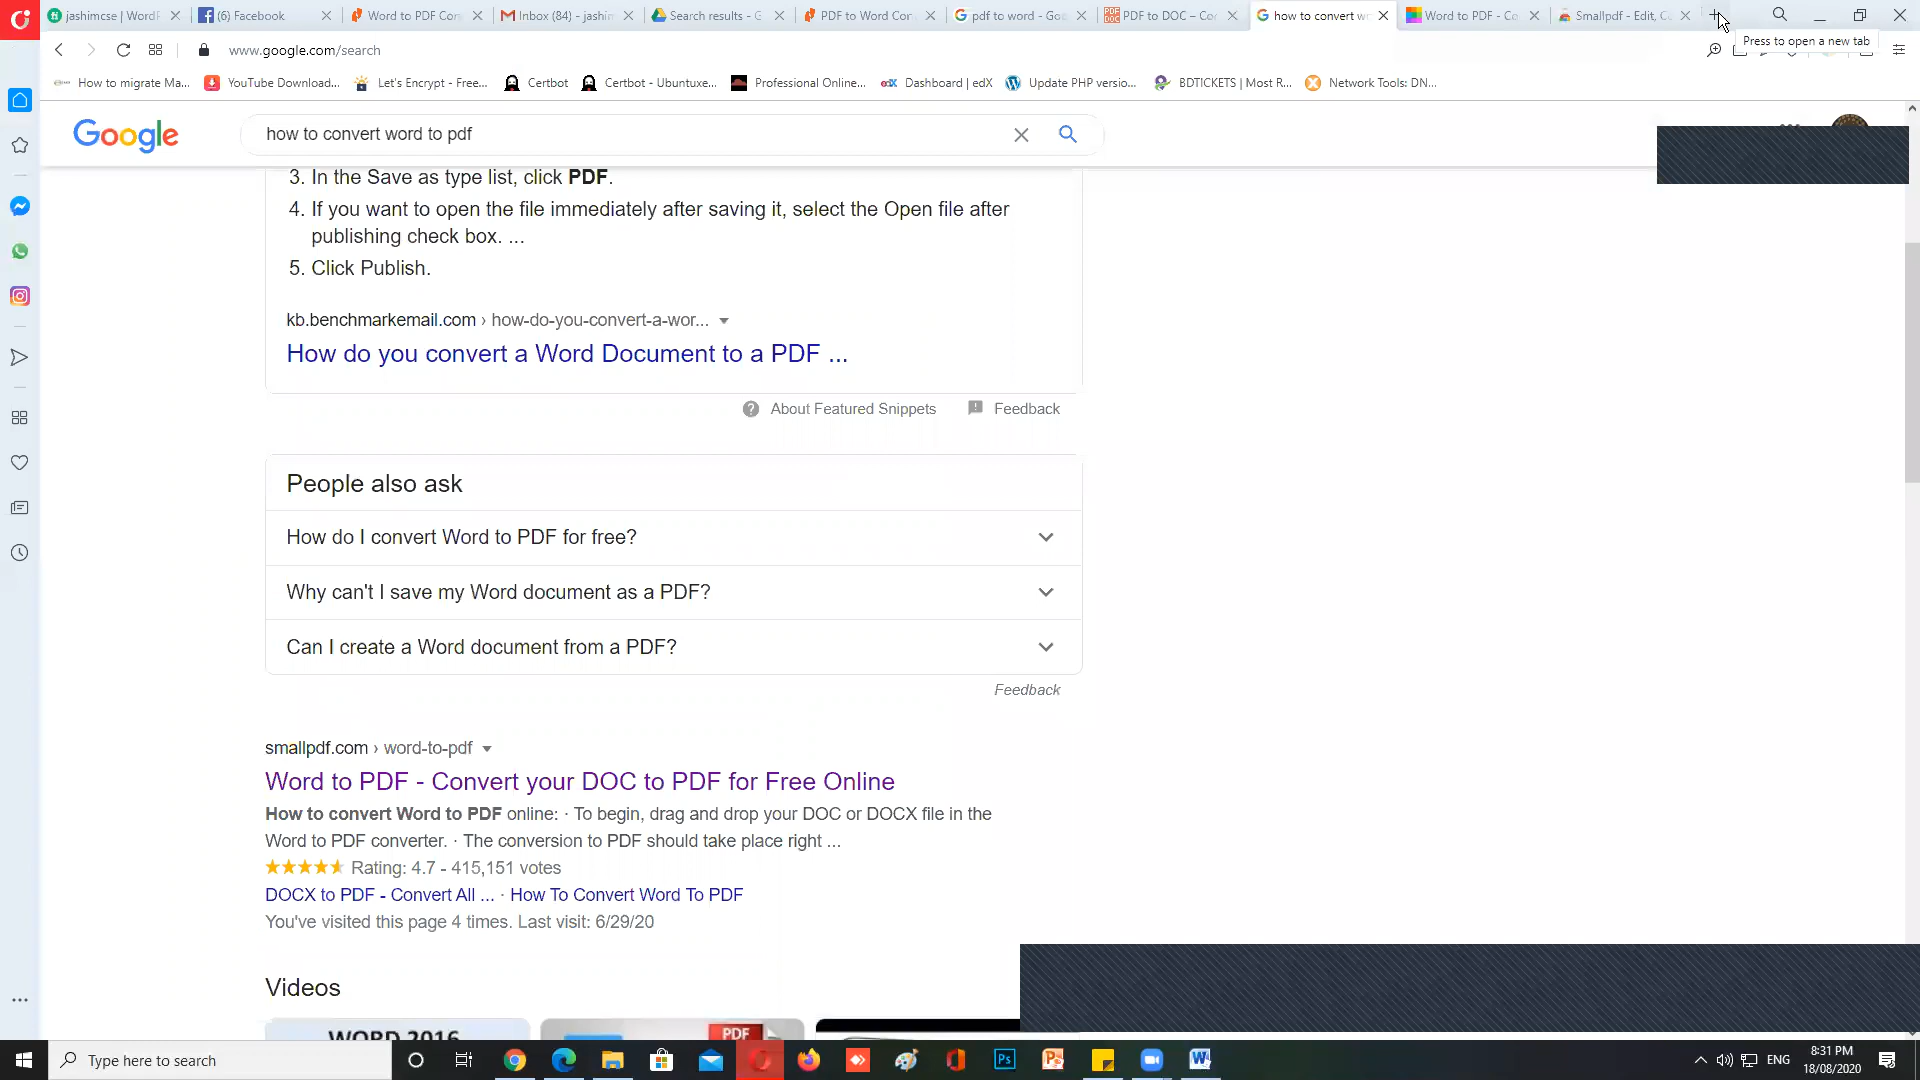 jashimcse | WordP
(6) Facebook
Word to PDF Con
Inbox (84) - jashim
Search results - G
PDF to Word Con
pdf to word - Goo
PDF to DOC – Co
how to convert wo
Word to PDF - Co
Smallpdf - Edit, Co
www.google.com/search
Press to open a new tab
How to migrate Ma...
YouTube Download...
Let's Encrypt - Free...
Certbot
Certbot - Ubuntuxe...
Professional Online...
edX Dashboard | edX
Update PHP versio...
BDTICKETS | Most R...
Network Tools: DN...
Google
how to convert word to pdf
3. In the Save as type list, click PDF.
4. If you want to open the file immediately after saving it, select the Open file after
publishing check box. ...
5. Click Publish.
kb.benchmarkemail.com › how-do-you-convert-a-wor...
How do you convert a Word Document to a PDF ...
About Featured Snippets
Feedback
People also ask
How do I convert Word to PDF for free?
Why can't I save my Word document as a PDF?
Can I create a Word document from a PDF?
Feedback
smallpdf.com › word-to-pdf
Word to PDF - Convert your DOC to PDF for Free Online
How to convert Word to PDF online: · To begin, drag and drop your DOC or DOCX file in the
Word to PDF converter. · The conversion to PDF should take place right ...
Rating: 4.7 - 415,151 votes
DOCX to PDF - Convert All ... · How To Convert Word To PDF
You've visited this page 4 times. Last visit: 6/29/20
Videos
WORD 2016
PDF
Type here to search
Ps
ENG
8:31 PM
18/08/2020